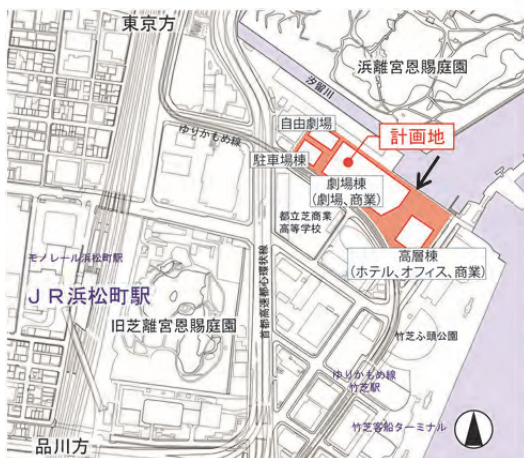 東京方
浜離宮恩賜庭園
汐留川
自由劇場
計画地
ゆりかもめ線
駐車場棟
劇場棟
(劇場、商業)
都立芝商業
高等学校
高層棟
(ホテル、オフィス、商業)
モノレール浜松町駅
JR浜松町駅
旧芝離宮恩賜庭園
首都高速都心環状線
竹芝ふ頭公園
ゆりかもめ線
竹芝駅
竹芝客船ターミナル
品川方